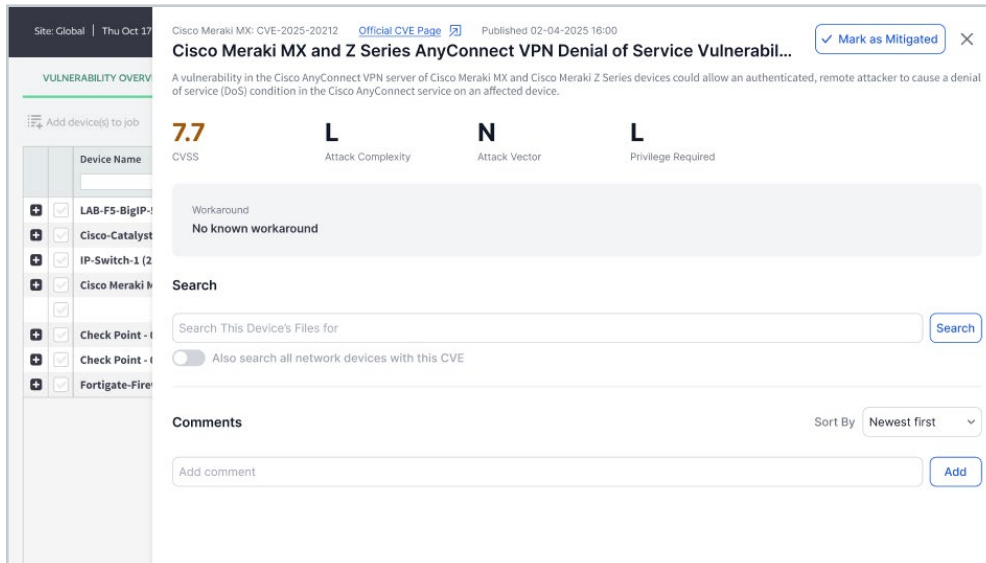 Site: Global | Thu Oct 17
VULNERABILITY OVERVI
Add device(s) to job
Device Name
LAB-F5-BigIP-
Cisco-Catalyst
IP-Switch-1 (2
Cisco Meraki M
Check Point -
Check Point -
Fortigate-Fire
Cisco Meraki MX: CVE-2025-20212 Official CVE Page Published 02-04-2025 16:00
Cisco Meraki MX and Z Series AnyConnect VPN Denial of Service Vulnerabil...
Mark as Mitigated
A vulnerability in the Cisco AnyConnect VPN server of Cisco Meraki MX and Cisco Meraki Z Series devices could allow an authenticated, remote attacker to cause a denial
of service (DoS) condition in the Cisco AnyConnect service on an affected device.
7.7 L N L
CVSS Attack Complexity Attack Vector Privilege Required
Workaround
No known workaround
Search
Search This Device's Files for
Search
Also search all network devices with this CVE
Comments
Sort By Newest first
Add comment
Add